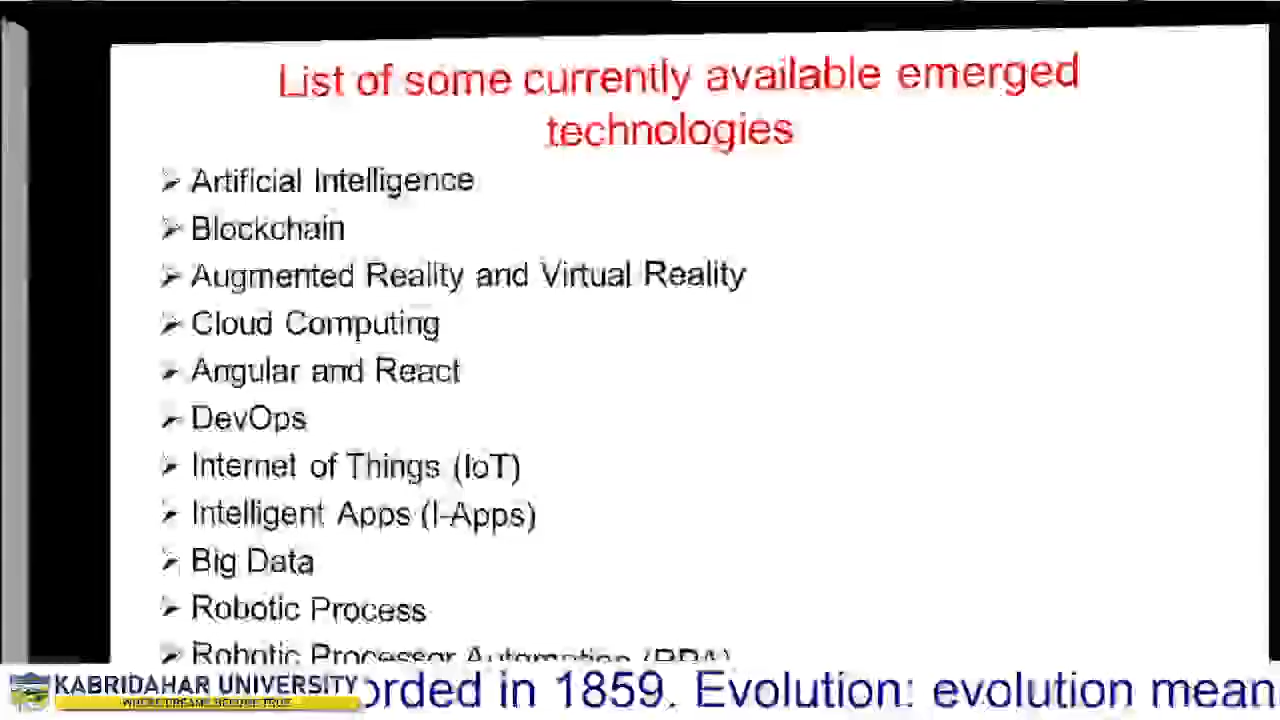 List of some currently available emerged
technologies
➢ Artificial Intelligence
➢ Blockchain
➢ Augmented Reality and Virtual Reality
➢ Cloud Computing
➢ Angular and React
➢ DevOps
➢ Internet of Things (IoT)
➢ Intelligent Apps (I-Apps)
➢ Big Data
➢ Robotic Process
➢ Robotic Processor Automation (RPA)
KABRIDAHAR UNIVERSITY
WHERE DREAMS BECOME TRUE
orded in 1859. Evolution: evolution mean